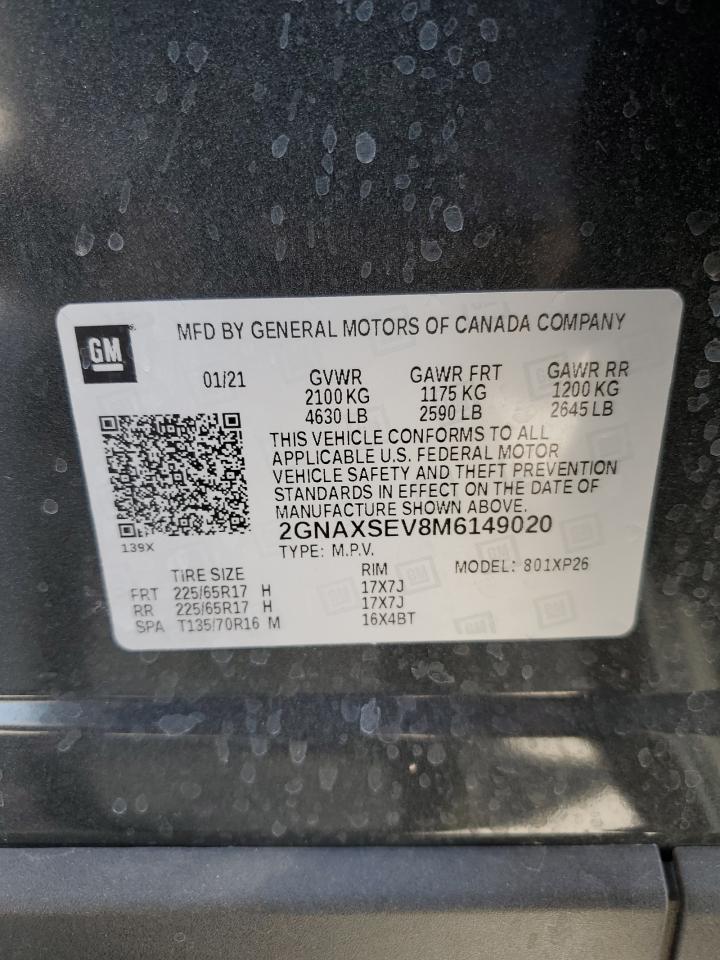 GM
MFD BY GENERAL MOTORS OF CANADA COMPANY
01/21 GVWR GAWR FRT GAWR RR
2100 KG 1175 KG 1200 KG
4630 LB 2590 LB 2645 LB
THIS VEHICLE CONFORMS TO ALL
APPLICABLE U.S. FEDERAL MOTOR
VEHICLE SAFETY AND THEFT PREVENTION
STANDARDS IN EFFECT ON THE DATE OF
MANUFACTURE SHOWN ABOVE.
2GNAXSEV8M6149020
139X
TYPE: M.P.V.
MODEL: 801XP26
TIRE SIZE RIM
FRT 225/65R17 H 17X7J
RR 225/65R17 H 17X7J
SPA T135/70R16 M 16X4BT